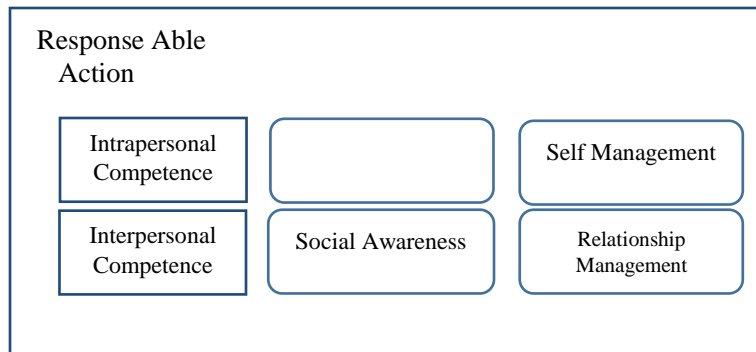 Response Able
Action
Intrapersonal
Competence
Self Management
Interpersonal
Competence
Social Awareness
Relationship
Management